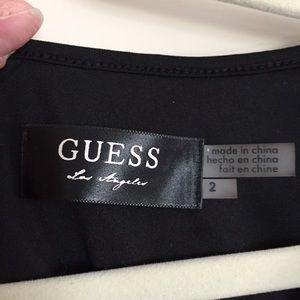 GUESS
Los Angeles
made in china
hecho en china
fait en chine
2